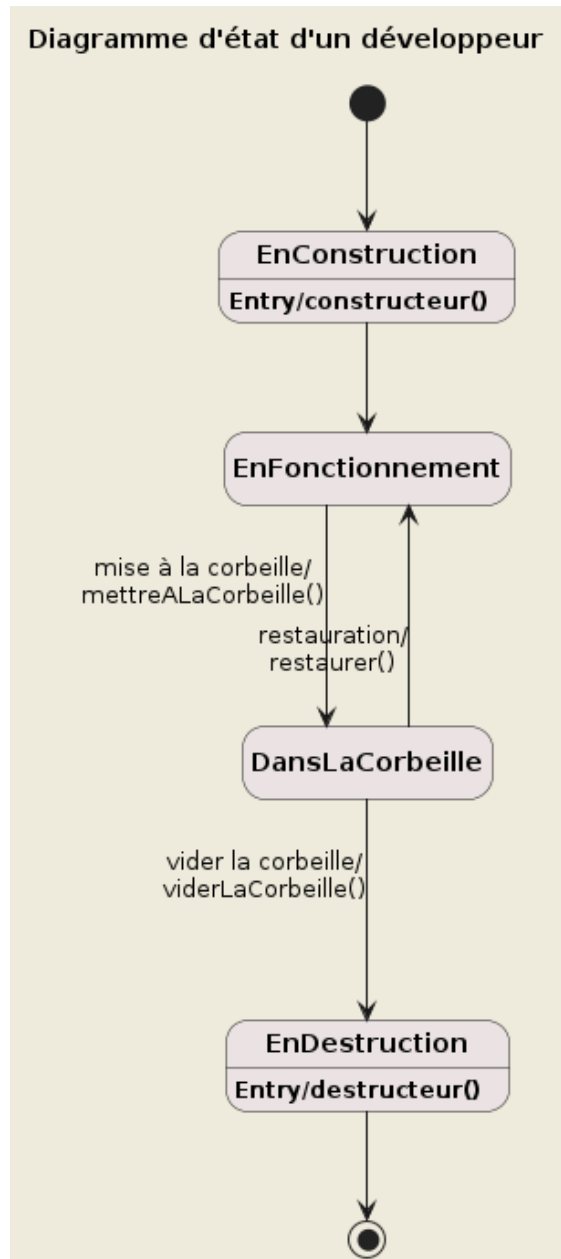 Diagramme d'état d'un développeur
EnConstruction
Entry/constructeur()
EnFonctionnement
mise à la corbeille/
mettreALaCorbeille()
restauration/
restaurer()
DansLaCorbeille
vider la corbeille/
viderLaCorbeille()
EnDestruction
Entry/destructeur()